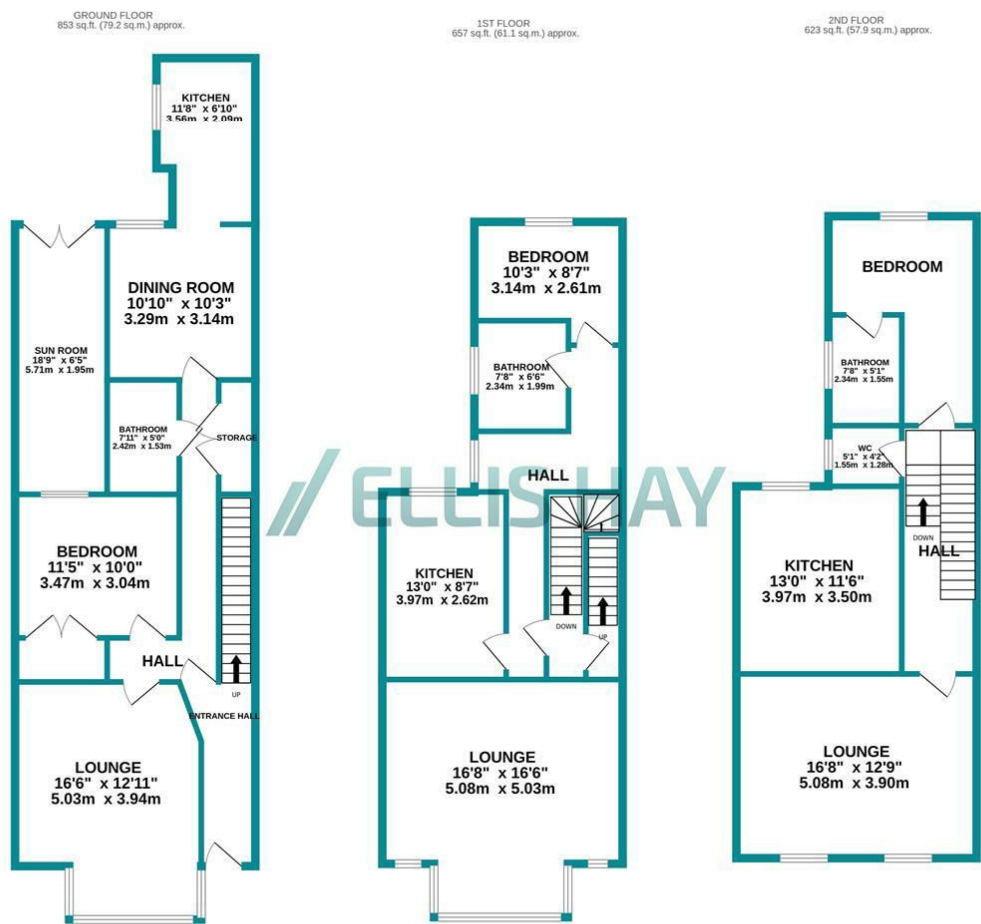 GROUND FLOOR
853 sq.ft. (79.2 sq.m.) approx.
KITCHEN
11'8" x 6'10"
3.56m x 2.09m
DINING ROOM
10'10" x 10'3"
3.29m x 3.14m
SUN ROOM
18'9" x 6'5"
5.71m x 1.95m
BATHROOM
7'11" x 5'0"
2.42m x 1.53m
STORAGE
BEDROOM
11'5" x 10'0"
3.47m x 3.04m
HALL
UP
ENTRANCE HALL
LOUNGE
16'6" x 12'11"
5.03m x 3.94m
1ST FLOOR
657 sq.ft. (61.1 sq.m.) approx.
BEDROOM
10'3" x 8'7"
3.14m x 2.61m
BATHROOM
7'8" x 6'6"
2.34m x 1.99m
HALL
ELLIS HAY
KITCHEN
13'0" x 8'7"
3.97m x 2.62m
DOWN
UP
LOUNGE
16'8" x 16'6"
5.08m x 5.03m
2ND FLOOR
623 sq.ft. (57.9 sq.m.) approx.
BEDROOM
BATHROOM
7'8" x 5'1"
2.34m x 1.55m
WC
5'1" x 4'2"
1.55m x 1.28m
DOWN
HALL
KITCHEN
13'0" x 11'6"
3.97m x 3.50m
LOUNGE
16'8" x 12'9"
5.08m x 3.90m